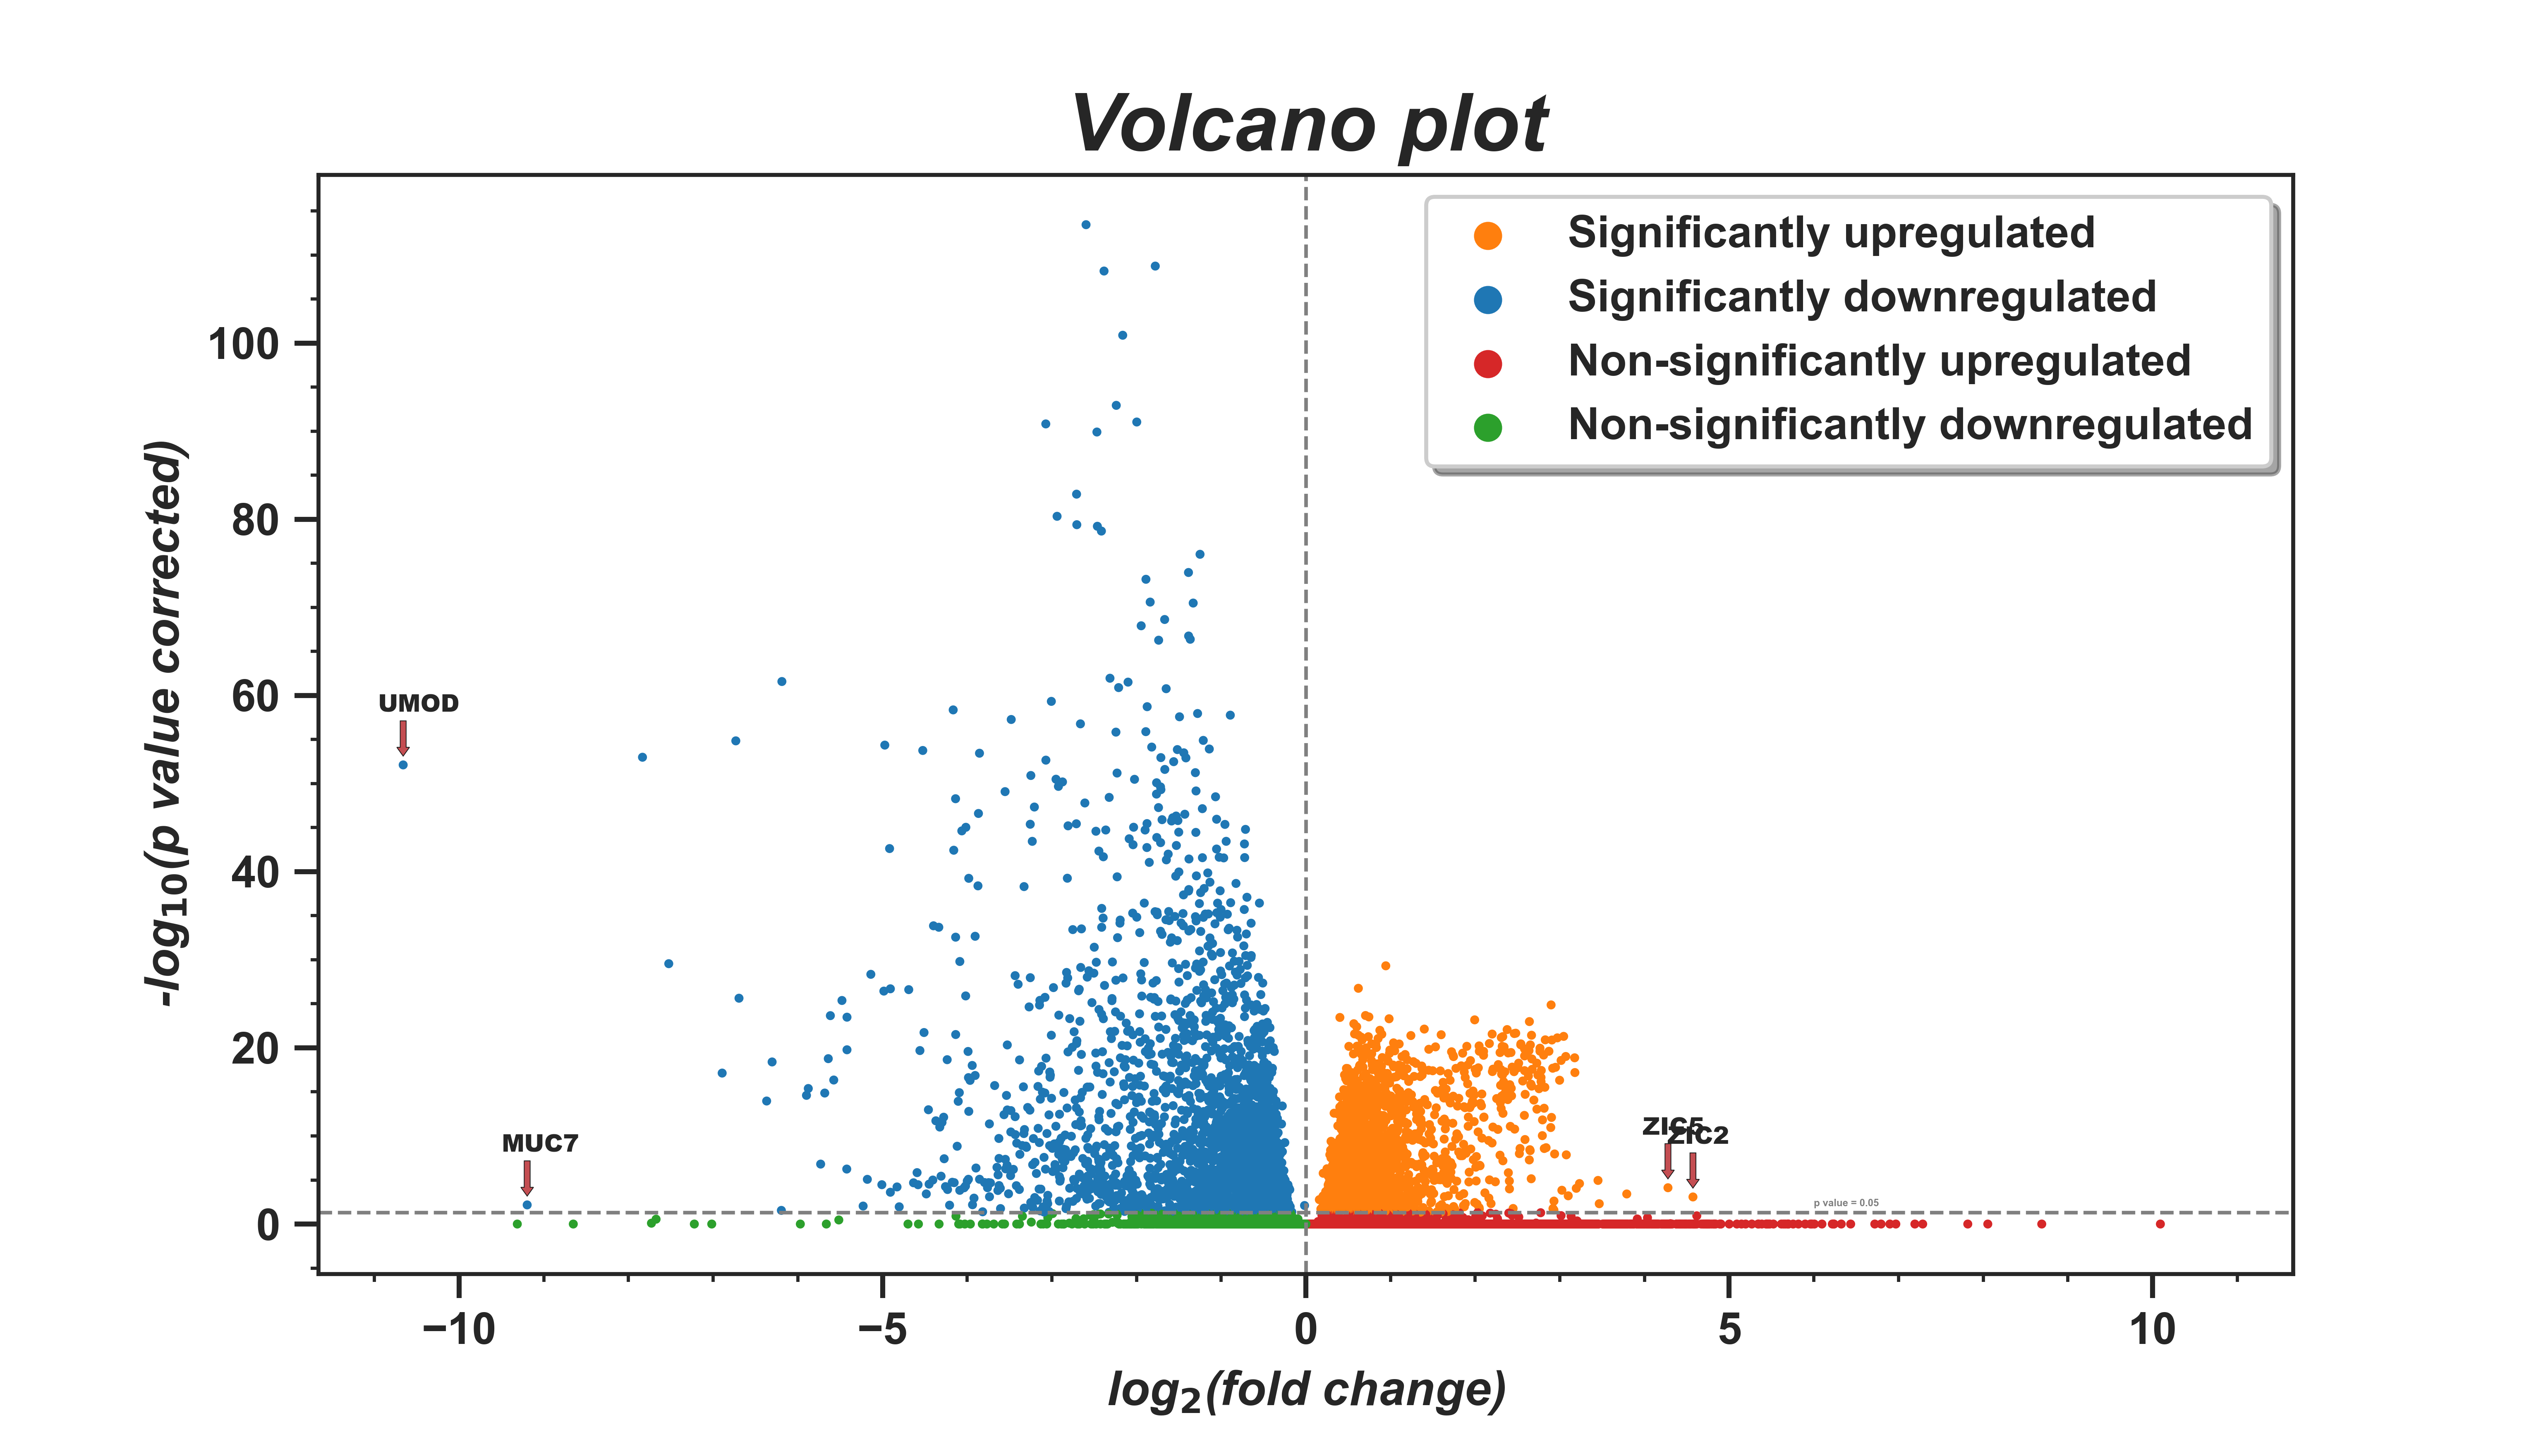 Volcano plot
Significantly upregulated
Significantly downregulated
Non-significantly upregulated
Non-significantly downregulated
-log10(p value corrected)
100
80
60
40
20
0
UMOD
MUC7
ZIC5
ZIC2
p value = 0.05
−10
−5
0
5
10
log2(fold change)